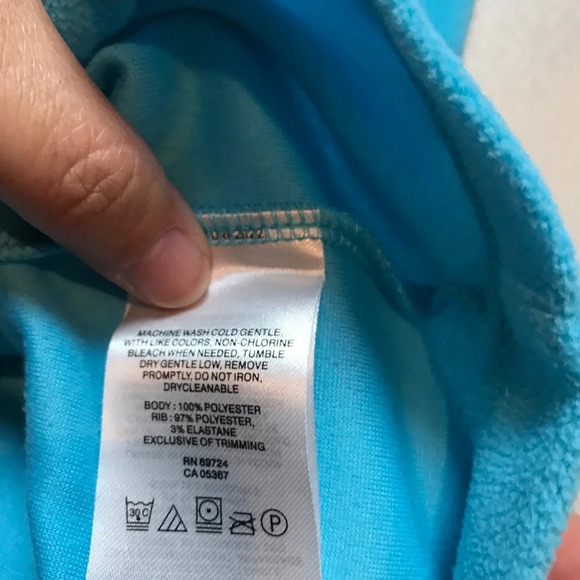 MACHINE WASH COLD GENTLE,
WITH LIKE COLORS, NON-CHLORINE
BLEACH WHEN NEEDED, TUMBLE
DRY GENTLE LOW, REMOVE
PROMPTLY, DO NOT IRON,
DRYCLEANABLE
BODY : 100% POLYESTER
RIB : 97% POLYESTER,
3% ELASTANE
EXCLUSIVE OF TRIMMING
RN 69724
CA 05367
30C P